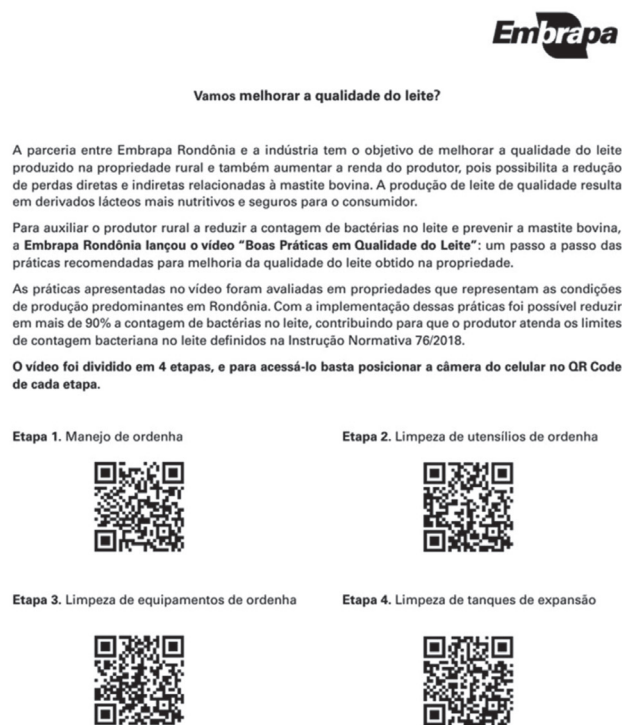 Embrapa
Vamos melhorar a qualidade do leite?
A parceria entre Embrapa Rondônia e a indústria tem o objetivo de melhorar a qualidade do leite
produzido na propriedade rural e também aumentar a renda do produtor, pois possibilita a redução
de perdas diretas e indiretas relacionadas à mastite bovina. A produção de leite de qualidade resulta
em derivados lácteos mais nutritivos e seguros para o consumidor.
Para auxiliar o produtor rural a reduzir a contagem de bactérias no leite e prevenir a mastite bovina,
a Embrapa Rondônia lançou o vídeo "Boas Práticas em Qualidade do Leite": um passo a passo das
práticas recomendadas para melhoria da qualidade do leite obtido na propriedade.
As práticas apresentadas no vídeo foram avaliadas em propriedades que representam as condições
de produção predominantes em Rondônia. Com a implementação dessas práticas foi possível reduzir
em mais de 90% a contagem de bactérias no leite, contribuindo para que o produtor atenda os limites
de contagem bacteriana no leite definidos na Instrução Normativa 76/2018.
O vídeo foi dividido em 4 etapas, e para acessá-lo basta posicionar a câmera do celular no QR Code
de cada etapa.
Etapa 1. Manejo de ordenha
Etapa 2. Limpeza de utensílios de ordenha
Etapa 3. Limpeza de equipamentos de ordenha
Etapa 4. Limpeza de tanques de expansão